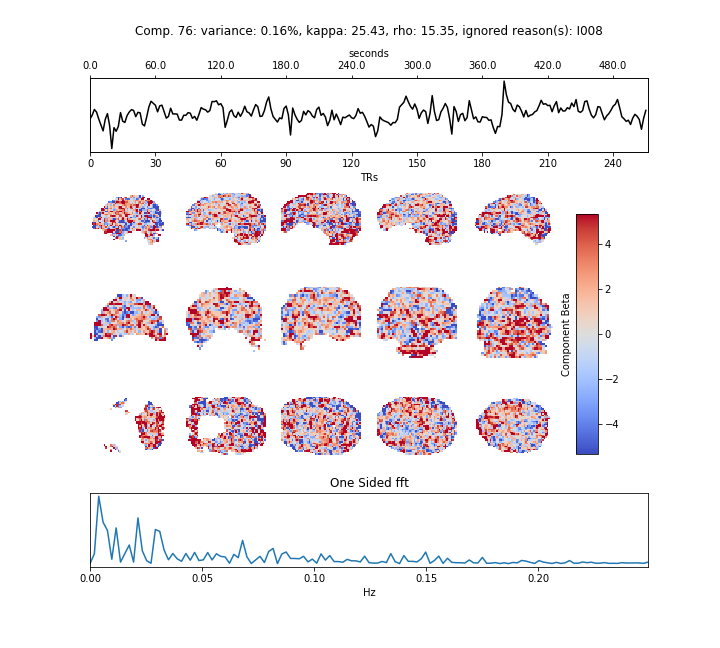 Comp. 76: variance: 0.16%, kappa: 25.43, rho: 15.35, ignored reason(s): I008
seconds
0.0 60.0 120.0 180.0 240.0 300.0 360.0 420.0 480.0
0 30 60 90 120 150 180 210 240
TRs
4
2
0
−2
−4
Component Beta
One Sided fft
0.00 0.05 0.10 0.15 0.20
Hz